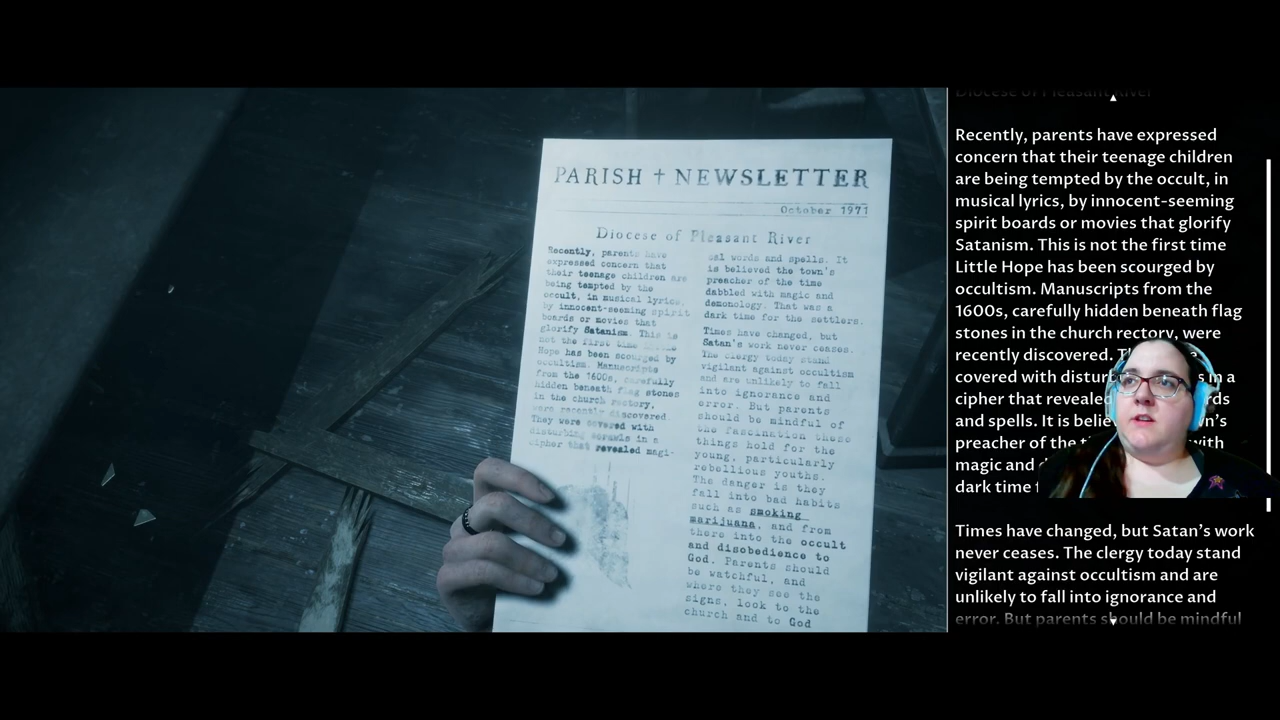 PARISH † NEWSLETTER
October 1971
Diocese of Pleasant River
Recently, parents have
expressed concern that
their teenage children are
being tempted by the
occult, in musical lyrics,
by innocent-seeming spirit
boards or movies that
glorify Satanism. This is
not the first time
Hope has been scourged by
occultism. Manuscripts
from the 1600s, carefully
hidden beneath flag stones
in the church rectory,
were recently discovered.
They were covered with
disturbing scrawls in a
cipher that revealed magi-
cal words and spells. It
is believed the town's
preacher of the time
dabbled with magic and
demonology. That was a
dark time for the settlers.
Times have changed, but
Satan's work never ceases.
The clergy today stand
vigilant against occultism
and are unlikely to fall
into ignorance and
error. But parents
should be mindful of
the fascination these
things hold for the
young, particularly
rebellious youths.
The danger is they
fall into bad habits
such as smoking
marijuana, and from
there into the occult
and disobedience to
God. Parents should
be watchful, and
where they see the
signs, look to the
church and to God
Diocese of Pleasant River
Recently, parents have expressed
concern that their teenage children
are being tempted by the occult, in
musical lyrics, by innocent-seeming
spirit boards or movies that glorify
Satanism. This is not the first time
Little Hope has been scourged by
occultism. Manuscripts from the
1600s, carefully hidden beneath flag
stones in the church rectory, were
recently discovered.
covered with in a
cipher that revealed
and spells. It is
preacher of the with
magic and
dark time
Times have changed, but Satan's work
never ceases. The clergy today stand
vigilant against occultism and are
unlikely to fall into ignorance and
error. But parents should be mindful